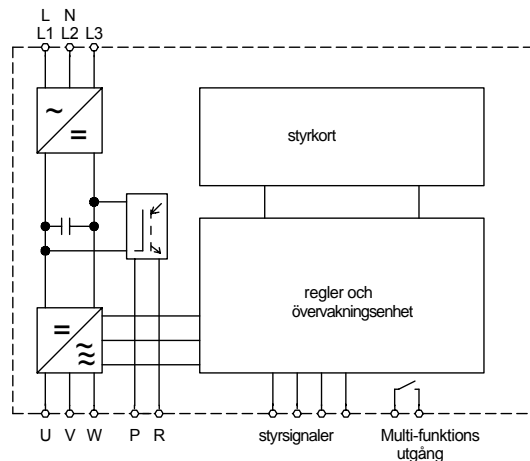 L N
L1 L2 L3
styrkort
regler och
övervakningsenhet
U V W P R
styrsignaler
Multi-funktions
utgång